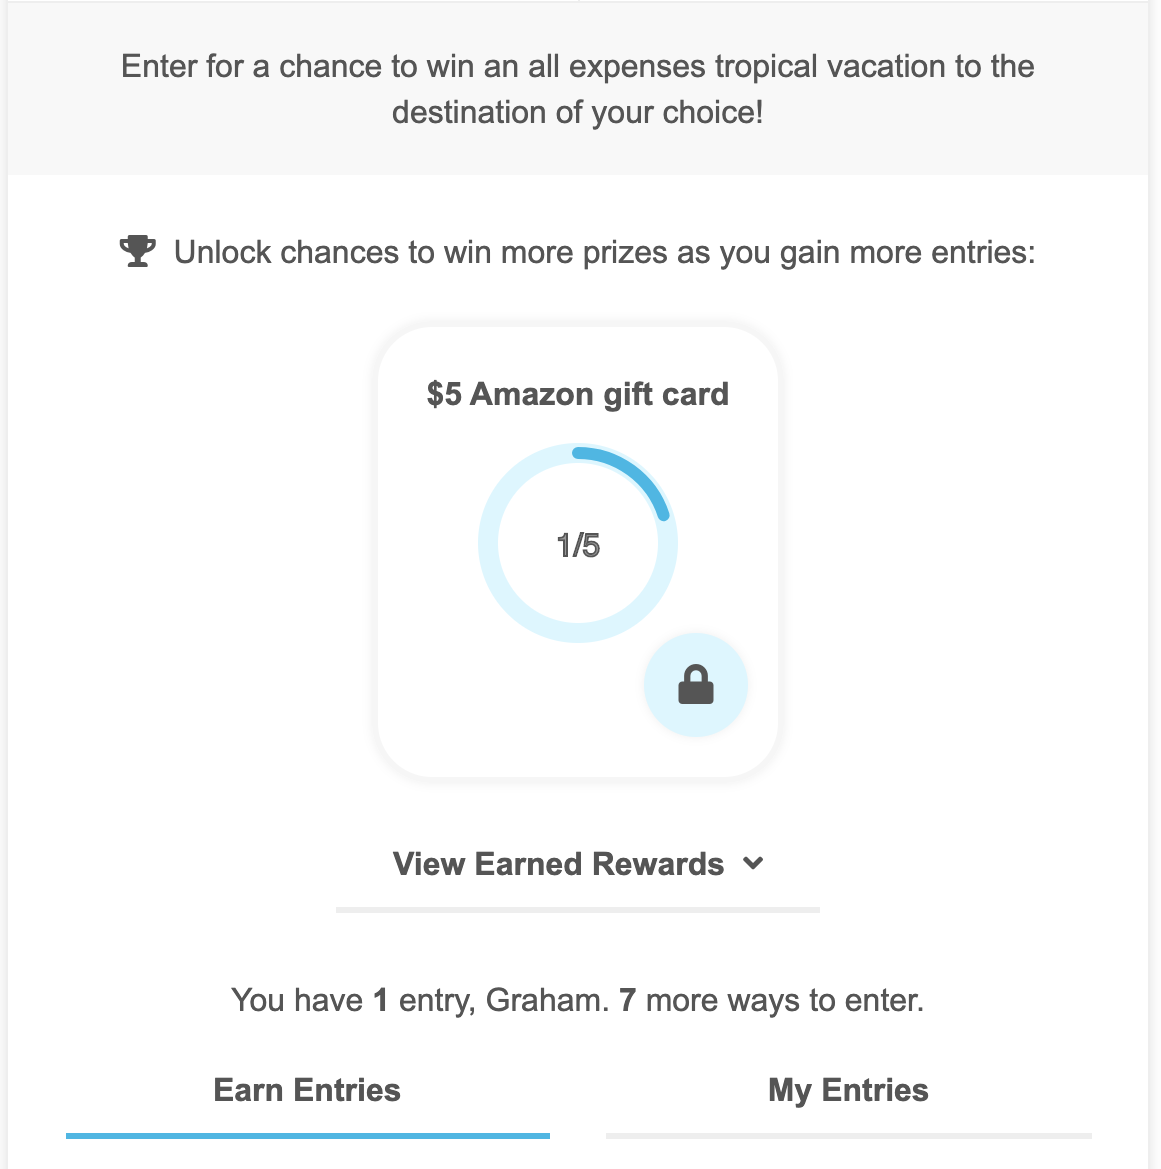 Enter for a chance to win an all expenses tropical vacation to the
destination of your choice!
Unlock chances to win more prizes as you gain more entries:
$5 Amazon gift card
1/5
View Earned Rewards
You have 1 entry, Graham. 7 more ways to enter.
Earn Entries
My Entries